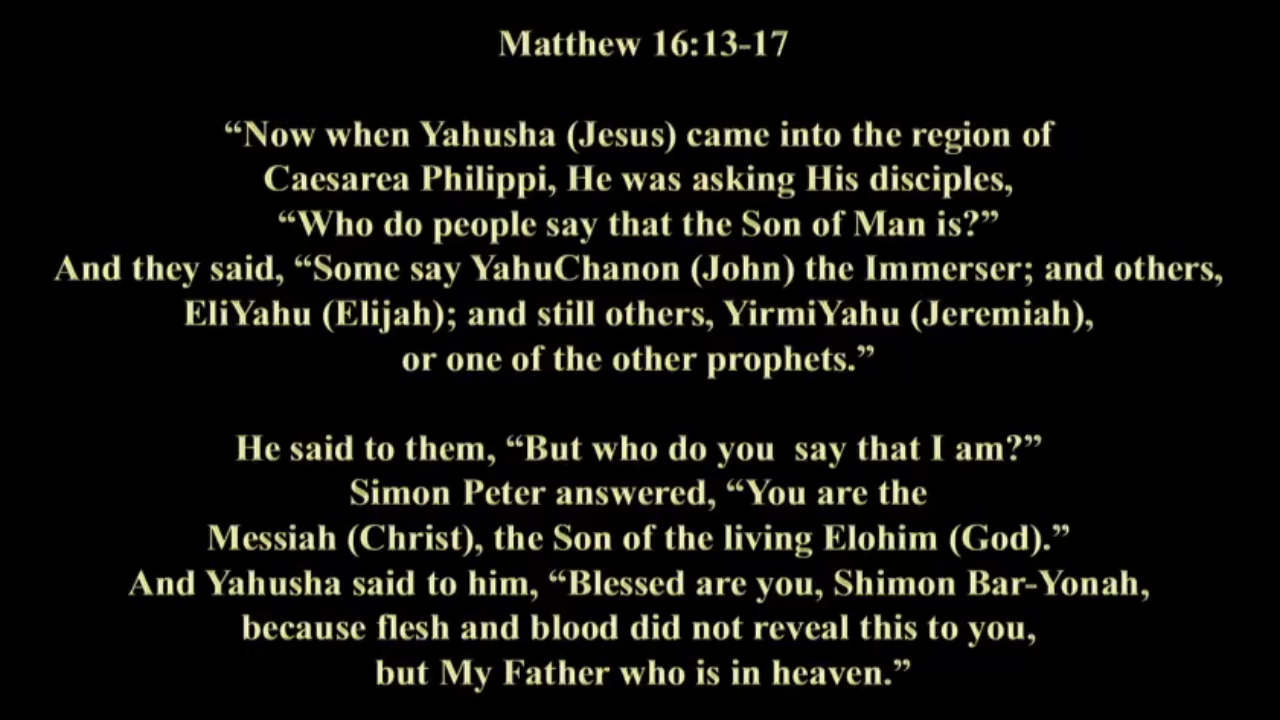 Matthew 16:13-17
“Now when Yahusha (Jesus) came into the region of
Caesarea Philippi, He was asking His disciples,
“Who do people say that the Son of Man is?”
And they said, “Some say YahuChanon (John) the Immerser; and others,
EliYahu (Elijah); and still others, YirmiYahu (Jeremiah),
or one of the other prophets.”
He said to them, “But who do you  say that I am?”
Simon Peter answered, “You are the
Messiah (Christ), the Son of the living Elohim (God).”
And Yahusha said to him, “Blessed are you, Shimon Bar-Yonah,
because flesh and blood did not reveal this to you,
but My Father who is in heaven.”